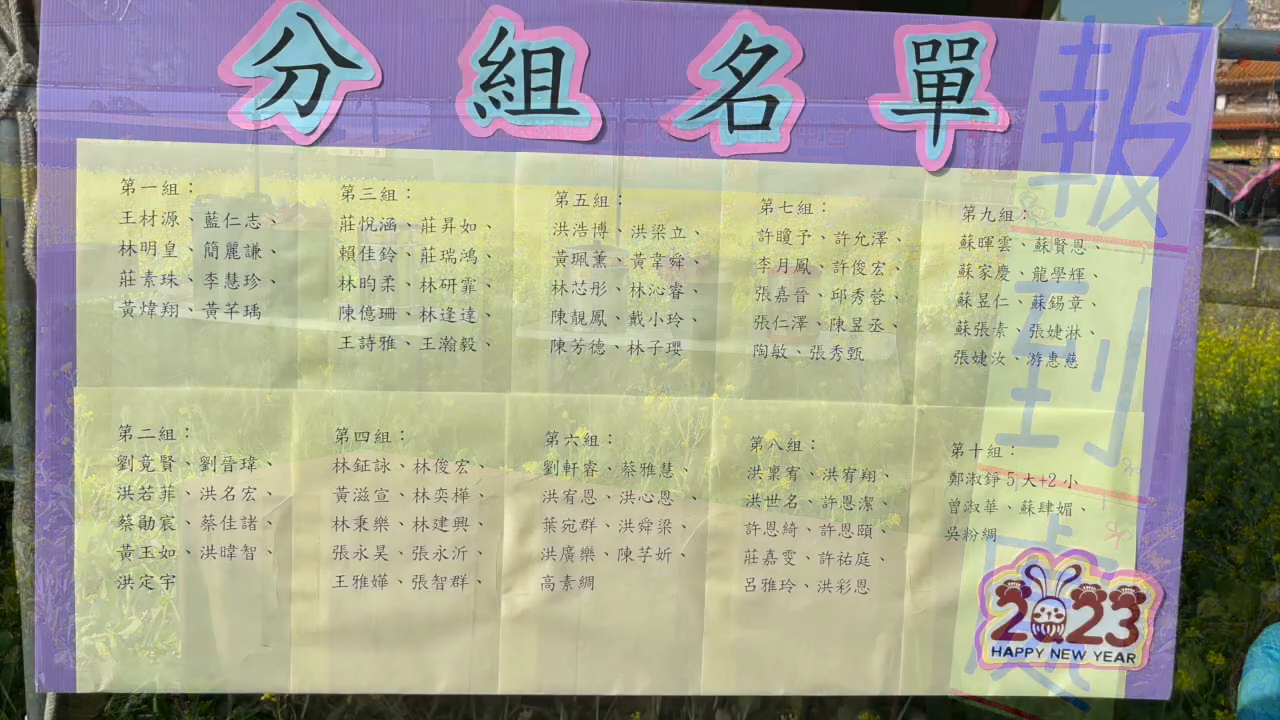 分組名單
報到處
第一組：
王材源、藍仁志、
林明皇、簡麗謙、
莊素珠、李慧珍、
黃煒翔、黃芊瑀
第二組：
劉竟賢、劉晉瑋、
洪若菲、洪名宏、
蔡勛宸、蔡佳諸、
黃玉如、洪暐智、
洪定宇
第三組：
莊悅涵、莊昇如、
賴佳鈴、莊瑞鴻、
林昀柔、林研霏、
陳億珊、林逢達、
王詩雅、王瀚毅、
第四組：
林鉦詠、林俊宏、
黃滋宣、林奕樺、
林秉樂、林建興、
張永昊、張永沂、
王雅嬅、張智群、
第五組：
洪浩博、洪梁立、
黃珮熏、黃韋舜、
林芯彤、林沁睿、
陳靚鳳、戴小玲、
陳芳德、林子瓔
第六組：
劉軒睿、蔡雅慧、
洪宥恩、洪心恩、
葉宛群、洪舜梁、
洪廣樂、陳芓妡、
高素綢
第七組：
許瓊予、許允澤、
李月鳳、許俊宏、
張嘉晉、邱秀蓉、
張仁澤、陳昱丞、
陶敏、張秀甄
第八組：
洪稟宥、洪宥翔、
洪世名、許恩潔、
許恩綺、許恩頤、
莊嘉雯、許祐庭、
呂雅玲、洪彩恩
第九組：
蘇暉雲、蘇賢恩、
蘇家慶、龍學輝、
蘇昱仁、蘇錫章、
蘇張素、張婕淋、
張婕汝、游惠慈
第十組：
鄭淑錚5大+2小
曾淑華、蘇肆媚、
吳粉綢
2023
HAPPY NEW YEAR